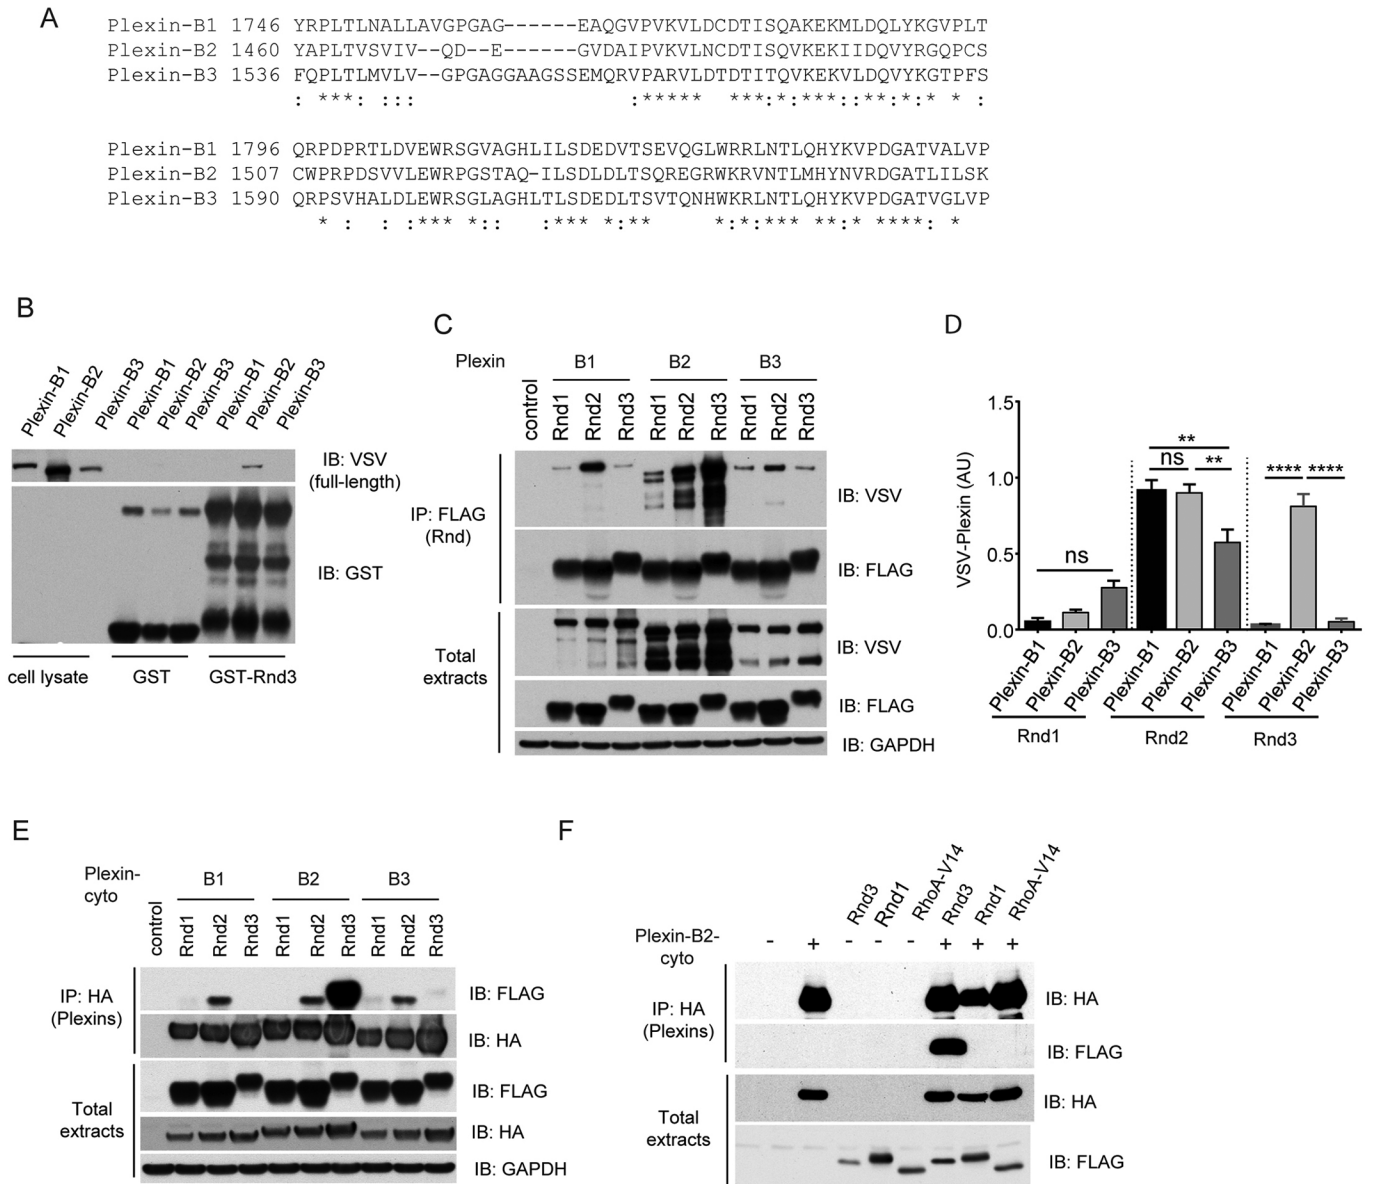 A
Plexin-B1 1746 YRPLTLNALLAVGPGAG------EAQGVPVKVLDCDTISQAKEKMLDQLYKGVPLT
Plexin-B2 1460 YAPLTVSVIV--QD--E------GVDAIPVKVLNCDTISQVKEKIIDQVYRGQPCS
Plexin-B3 1536 FQPLTLMVLV--GPGAGGAAGSSEMQRVPARVLDTDTITQVKEKVLDQVYKGTPFS
: ***: ::: :***** ***:*:***:**:*:* * :
Plexin-B1 1796 QRPDPRTLDVEWRSGVAGHLILSDEDVTSEVQGLWRRLNTLQHYKVPDGATVALVP
Plexin-B2 1507 CWPRPDSVVLEWRPGSTAQ-ILSDLDLTSQREGRWKRVNTLMHYNVRDGATLILSK
Plexin-B3 1590 QRPSVHALDLEWRSGLAGHLTLSDEDLTSVTQNHWKRLNTLQHYKVPDGATVGLVP
* : : :*** *:: :*** *:** *::*** **:* ****: *
B
Plexin-B1
Plexin-B2
Plexin-B3
Plexin-B1
Plexin-B2
Plexin-B3
Plexin-B1
Plexin-B2
Plexin-B3
IB: VSV
(full-length)
IB: GST
cell lysate
GST
GST-Rnd3
C
Plexin
B1
B2
B3
control
Rnd1
Rnd2
Rnd3
Rnd1
Rnd2
Rnd3
Rnd1
Rnd2
Rnd3
IP: FLAG
(Rnd)
IB: VSV
IB: FLAG
Total
extracts
IB: VSV
IB: FLAG
IB: GAPDH
D
VSV-Plexin (AU)
1.5
1.0
0.5
0.0
ns
**
ns
**
****
****
Plexin-B1
Plexin-B2
Plexin-B3
Plexin-B1
Plexin-B2
Plexin-B3
Plexin-B1
Plexin-B2
Plexin-B3
Rnd1
Rnd2
Rnd3
E
Plexin-
cyto
B1
B2
B3
control
Rnd1
Rnd2
Rnd3
Rnd1
Rnd2
Rnd3
Rnd1
Rnd2
Rnd3
IP: HA
(Plexins)
IB: FLAG
IB: HA
Total
extracts
IB: FLAG
IB: HA
IB: GAPDH
F
Rnd3
Rnd1
RhoA-V14
Rnd3
Rnd1
RhoA-V14
Plexin-B2-
cyto
- + - - - + + +
IP: HA
(Plexins)
IB: HA
IB: FLAG
Total
extracts
IB: HA
IB: FLAG